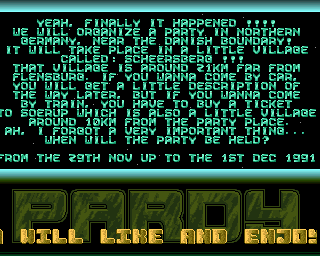 YEAH, FINALLY IT HAPPENED !!!!
WE WILL ORGANIZE A PARTY IN NORTHERN
GERMANY, NEAR THE DANISH BOUNDARY!
IT WILL TAKE PLACE IN A LITTLE VILLAGE
CALLED: SCHEERSBERG !!!
THAT VILLAGE IS AROUND 21KM FAR FROM
FLENSBURG. IF YOU WANNA COME BY CAR,
YOU WILL GET A LITTLE DESCRIPTION OF
THE WAY LATER, BUT IF YOU WANNA COME
BY TRAIN, YOU HAVE TO BUY A TICKET
TO SOERUP WHICH IS ALSO A LITTLE VILLAGE
AROUND 10KM FROM THE PARTY PLACE.
AH, I FORGOT A VERY IMPORTANT THING...
WHEN WILL THE PARTY BE HELD?
FROM THE 29TH NOV UP TO THE 1ST DEC 1991
PARDY
WILL LIKE AND ENJOY